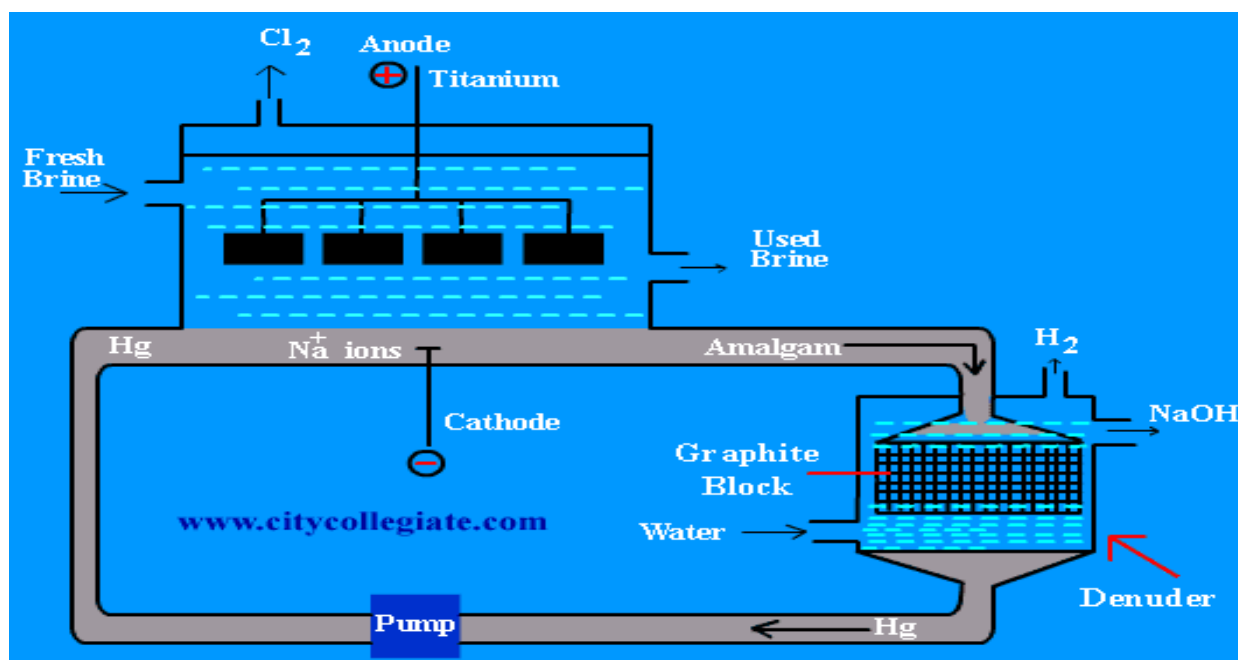 Cl2
Anode
+
Titanium
Fresh
Brine
Used
Brine
Hg
Na+ ions
Amalgam
H2
Cathode
NaOH
−
Graphite
Block
www.citycollegiate.com
Water
Denuder
Pump
Hg